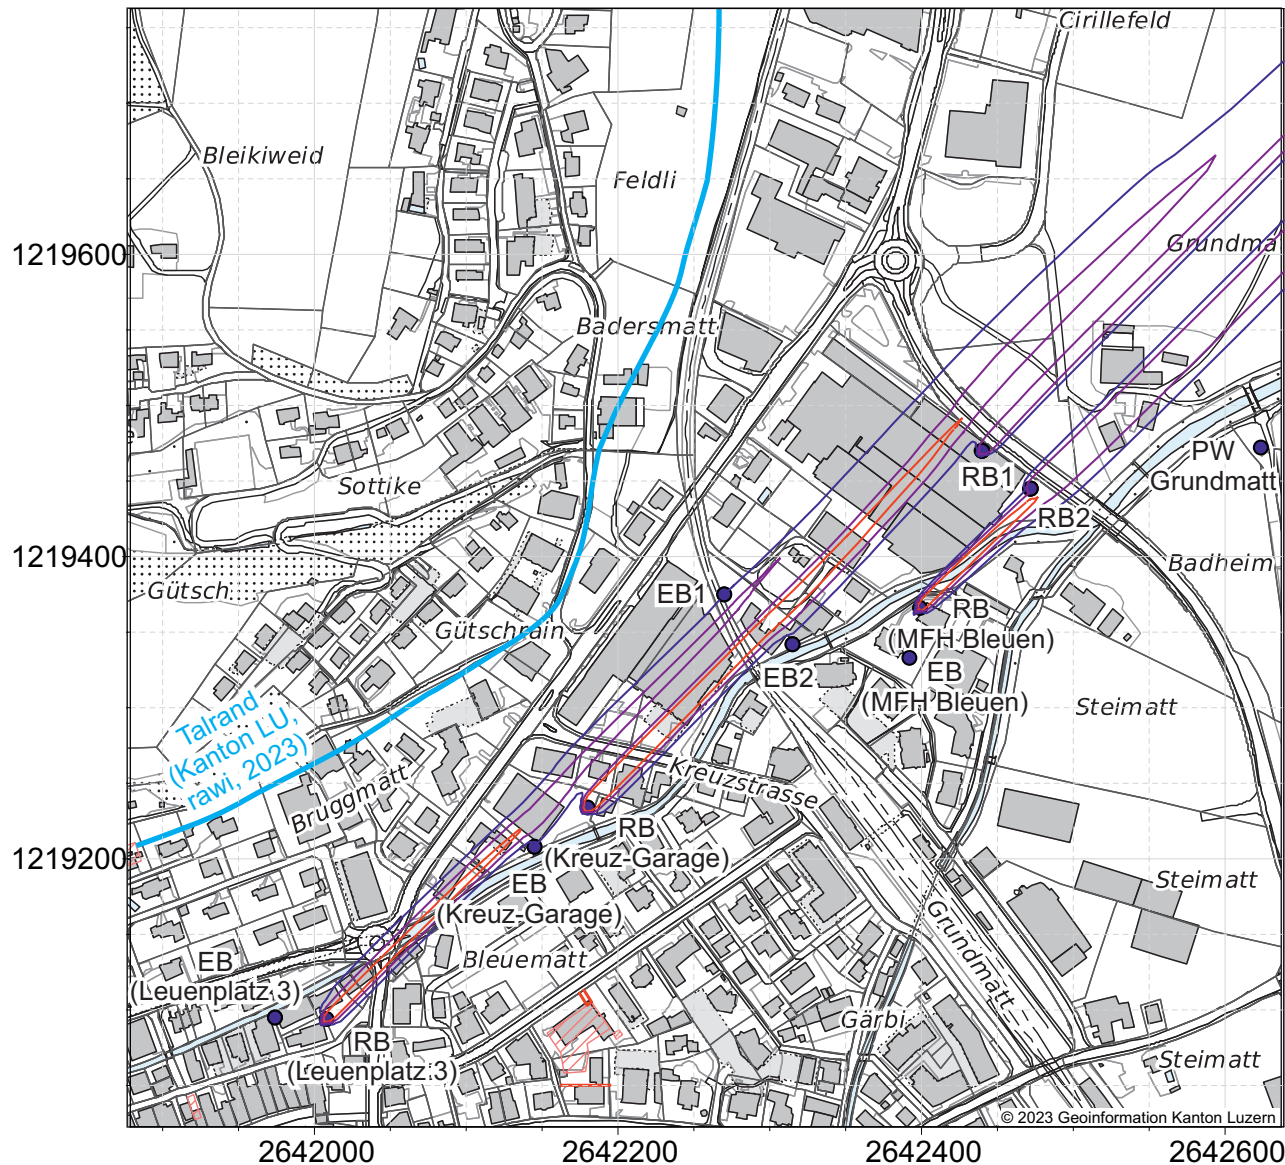 Cirillefeld
Bleikiweid
Feldli
1219600
Grundma
Badersmatt
Sottike
RB1
PW
Grundmatt
RB2
1219400
Badheim
Gütsch
EB1
RB
(MFH Bleuen)
Gütschrain
EB2
EB
(MFH Bleuen)
Steimatt
Talrand
(Kanton LU,
rawi, 2023)
Bruggmatt
Kreuzstrasse
RB
(Kreuz-Garage)
1219200
EB
(Kreuz-Garage)
Steimatt
Grundmatt
EB
(Leuenplatz 3)
Bleuematt
Gärbi
RB
(Leuenplatz 3)
Steimatt
© 2023 Geoinformation Kanton Luzern
2642000
2642200
2642400
2642600